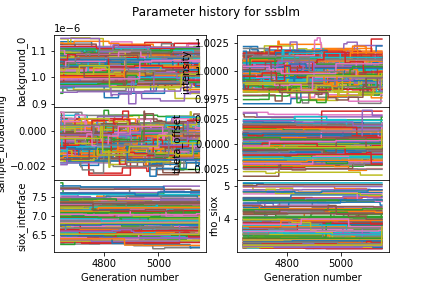 Parameter history for ssblm
1e−6
background_0
1.1
1.0
0.9
intensity
1.0025
1.0000
0.9975
sample_broadening
0.000
−0.002
theta_offset
0.0025
0.0000
−0.0025
siox_interface
7.5
7.0
6.5
rho_siox
5
4
4800
5000
4800
5000
Generation number
Generation number